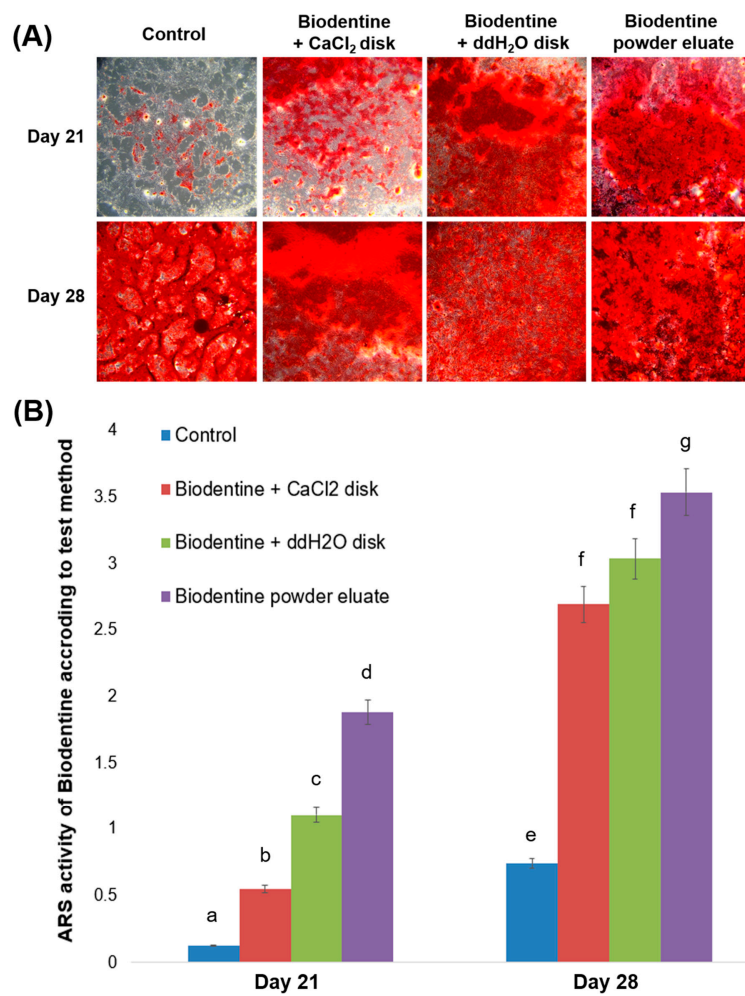 (A)
Control
Biodentine
+ CaCl₂ disk
Biodentine
+ ddH₂O disk
Biodentine
powder eluate
Day 21
Day 28
(B)
ARS activity of Biodentine accroding to test method
4
3.5
3
2.5
2
1.5
1
0.5
0
Control
Biodentine + CaCl2 disk
Biodentine + ddH2O disk
Biodentine powder eluate
a
b
c
d
e
f
f
g
Day 21
Day 28